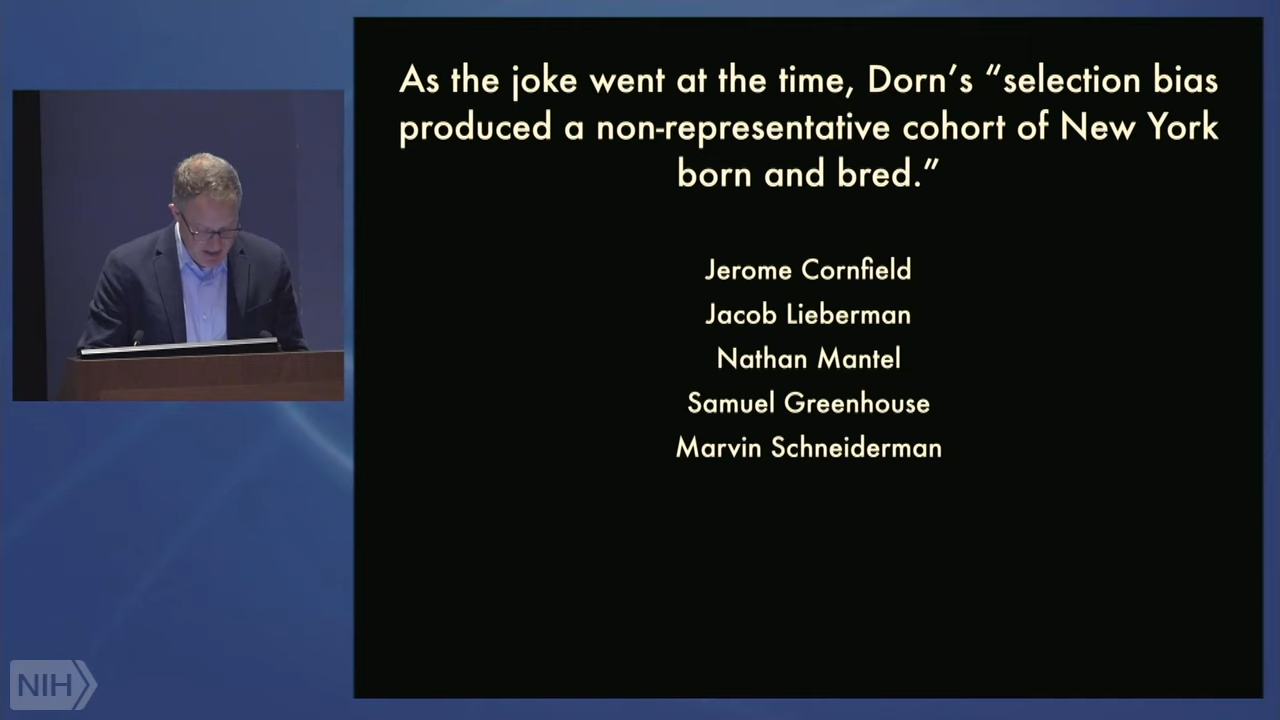 As the joke went at the time, Dorn’s “selection bias
produced a non-representative cohort of New York
born and bred.”
Jerome Cornfield
Jacob Lieberman
Nathan Mantel
Samuel Greenhouse
Marvin Schneiderman
NIH